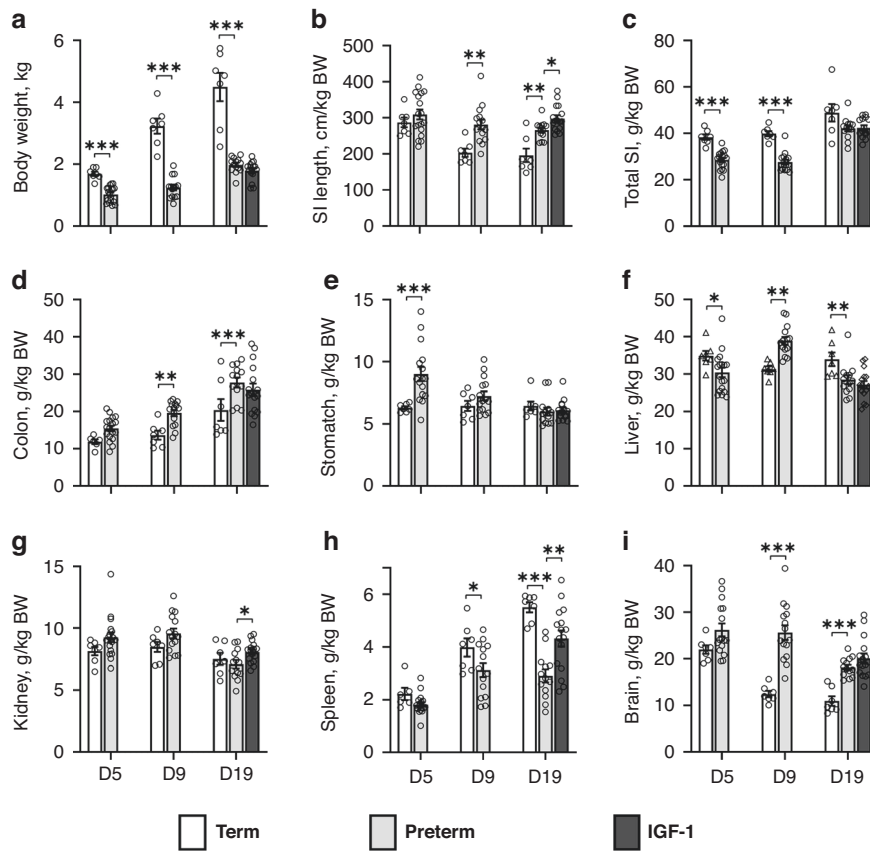 a
***
***
***
Body weight, kg
6
4
2
0
b
**
**
*
SI length, cm/kg BW
500
400
300
200
100
0
c
***
***
Total SI, g/kg BW
80
60
40
20
0
d
**
***
Colon, g/kg BW
50
40
30
20
10
0
e
***
Stomatch, g/kg BW
15
10
5
0
f
*
**
**
Liver, g/kg BW
50
40
30
20
10
0
g
*
Kidney, g/kg BW
15
10
5
0
D5 D9 D19
h
*
***
**
Spleen, g/kg BW
6
4
2
0
D5 D9 D19
i
***
***
Brain, g/kg BW
40
30
20
10
0
D5 D9 D19
Term Preterm IGF-1